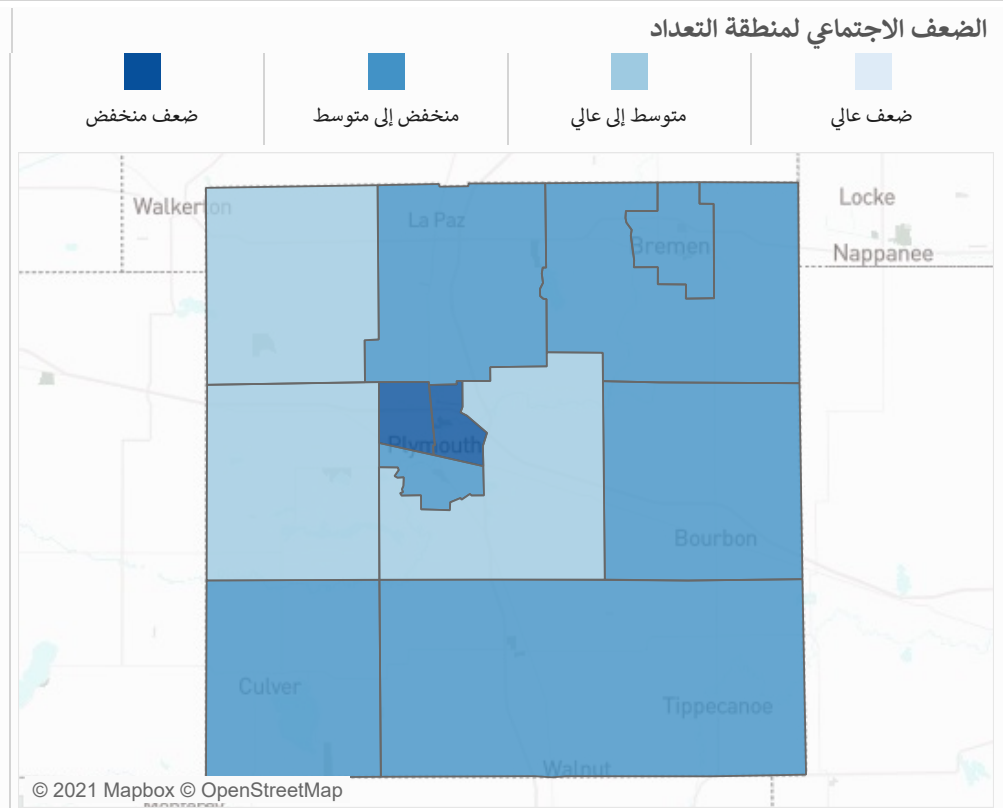 الضعف الاجتماعي لمنطقة التعداد
ضعف عالي
متوسط إلى عالي
منخفض إلى متوسط
ضعف منخفض
Walkerton
La Paz
Locke
Bremen
Nappanee
Plymouth
Bourbon
Culver
Tippecanoe
Walnut
© 2021 Mapbox © OpenStreetMap
Monterey